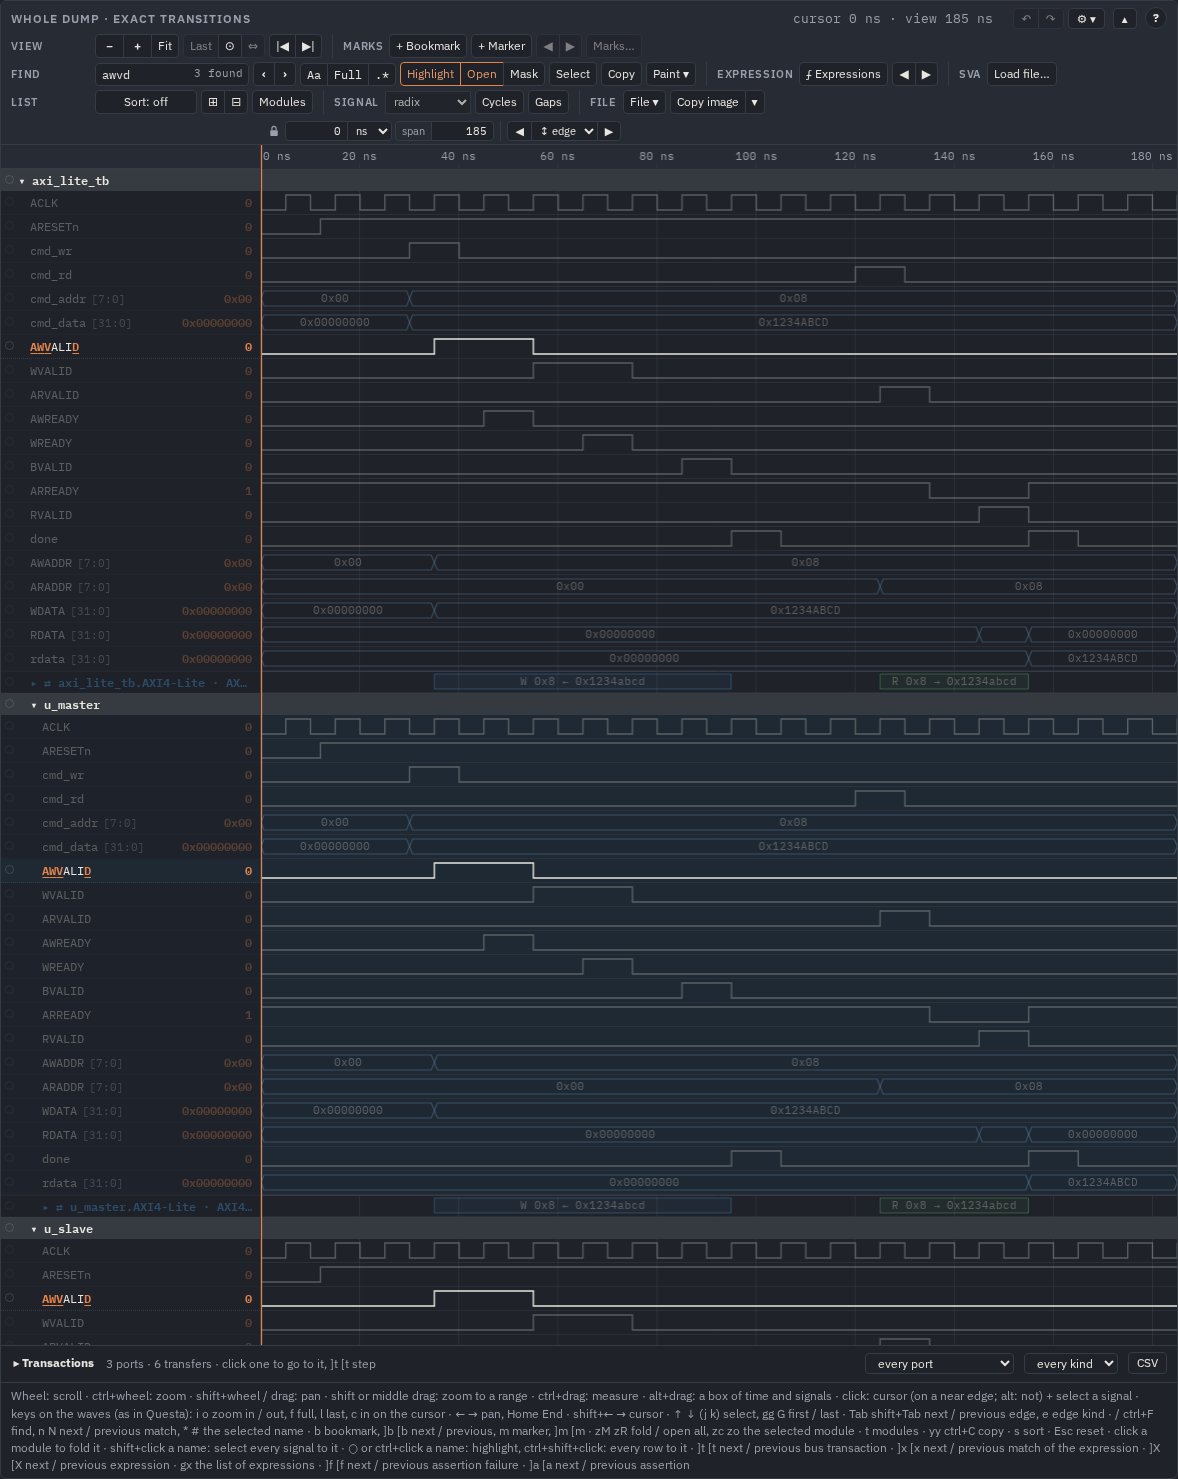 WHOLE DUMP · EXACT TRANSITIONS cursor 0 ns · view 185 ns ↶ ↷ ⚙ ▾ ▴ ?
VIEW − + Fit Last ⊙ ⇔ |◀ ▶| MARKS + Bookmark + Marker ◀ ▶ Marks…
FIND awvd 3 found ‹ › Aa Full .* Highlight Open Mask Select Copy Paint ▾ EXPRESSION ⨍ Expressions ◀ ▶ SVA Load file…
LIST Sort: off ⊞ ⊟ Modules SIGNAL radix Cycles Gaps FILE File ▾ Copy image ▾
0 ns span 185 ◀ ↕ edge ▶
0 ns 20 ns 40 ns 60 ns 80 ns 100 ns 120 ns 140 ns 160 ns 180 ns
▾ axi_lite_tb
ACLK 0
ARESETn 0
cmd_wr 0
cmd_rd 0
cmd_addr [7:0] 0x00 0x00 0x08
cmd_data [31:0] 0x00000000 0x00000000 0x1234ABCD
AWVALID 0
WVALID 0
ARVALID 0
AWREADY 0
WREADY 0
BVALID 0
ARREADY 1
RVALID 0
done 0
AWADDR [7:0] 0x00 0x00 0x08
ARADDR [7:0] 0x00 0x00 0x08
WDATA [31:0] 0x00000000 0x00000000 0x1234ABCD
RDATA [31:0] 0x00000000 0x00000000 0x00000000
rdata [31:0] 0x00000000 0x00000000 0x1234ABCD
▸ ⇄ axi_lite_tb.AXI4-Lite · AX… W 0x8 ← 0x1234abcd R 0x8 → 0x1234abcd
▾ u_master
ACLK 0
ARESETn 0
cmd_wr 0
cmd_rd 0
cmd_addr [7:0] 0x00 0x00 0x08
cmd_data [31:0] 0x00000000 0x00000000 0x1234ABCD
AWVALID 0
WVALID 0
ARVALID 0
AWREADY 0
WREADY 0
BVALID 0
ARREADY 1
RVALID 0
AWADDR [7:0] 0x00 0x00 0x08
ARADDR [7:0] 0x00 0x00 0x08
WDATA [31:0] 0x00000000 0x00000000 0x1234ABCD
RDATA [31:0] 0x00000000 0x00000000 0x00000000
done 0
rdata [31:0] 0x00000000 0x00000000 0x1234ABCD
▸ ⇄ u_master.AXI4-Lite · AXI4… W 0x8 ← 0x1234abcd R 0x8 → 0x1234abcd
▾ u_slave
ACLK 0
ARESETn 0
AWVALID 0
WVALID 0
ARVALID 0
▸ Transactions 3 ports · 6 transfers · click one to go to it, ]t [t step every port every kind CSV
Wheel: scroll · ctrl+wheel: zoom · shift+wheel / drag: pan · shift or middle drag: zoom to a range · ctrl+drag: measure · alt+drag: a box of time and signals · click: cursor (on a near edge; alt: not) + select a signal ·
keys on the waves (as in Questa): i o zoom in / out, f full, l last, c in on the cursor · ←→ pan, Home End · shift+←→ cursor · ↑ ↓ (j k) select, gg G first / last · Tab shift+Tab next / previous edge, e edge kind · / ctrl+F
find, n N next / previous match, * # the selected name · b bookmark, ]b [b next / previous, m marker, ]m [m · zM zR fold / open all, zc zo the selected module · t modules · yy ctrl+C copy · s sort · Esc reset · click a
module to fold it · shift+click a name: select every signal to it · ○ or ctrl+click a name: highlight, ctrl+shift+click: every row to it · ]t [t next / previous bus transaction · ]x [x next / previous match of the expression · ]X
[X next / previous expression · gx the list of expressions · ]f [f next / previous assertion failure · ]a [a next / previous assertion